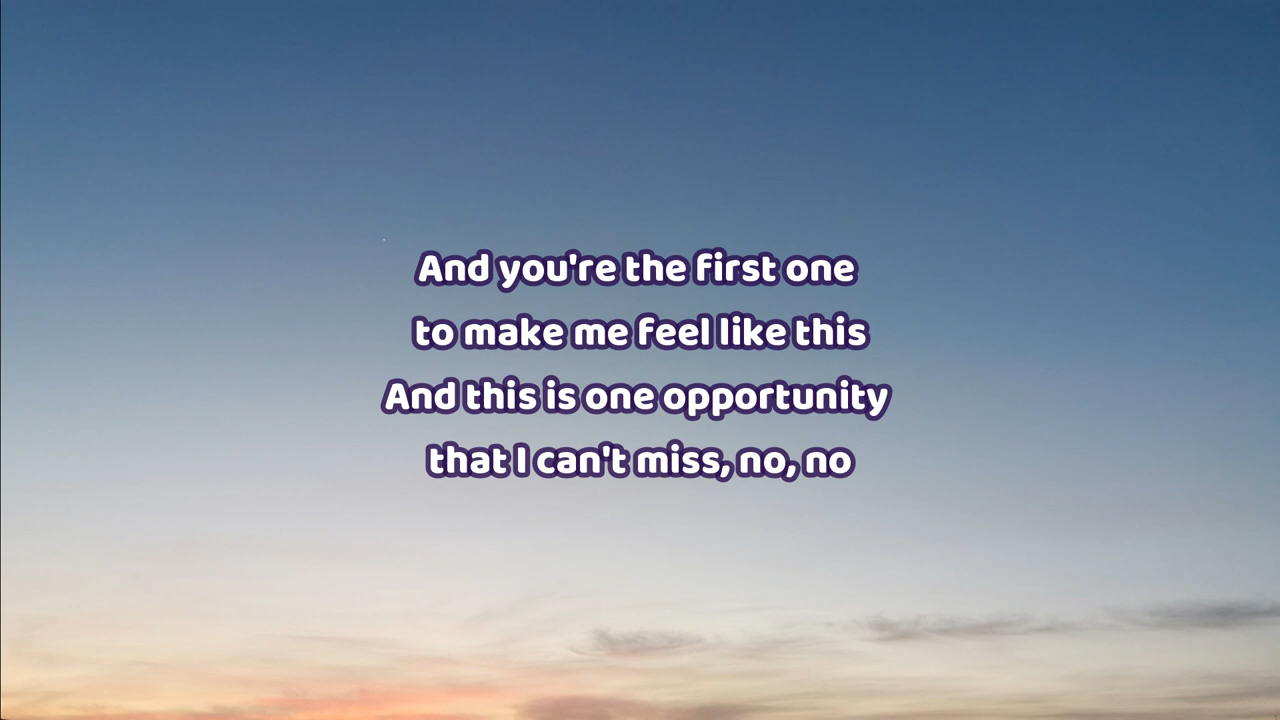 And you're the first one
to make me feel like this
And this is one opportunity
that I can't miss, no, no